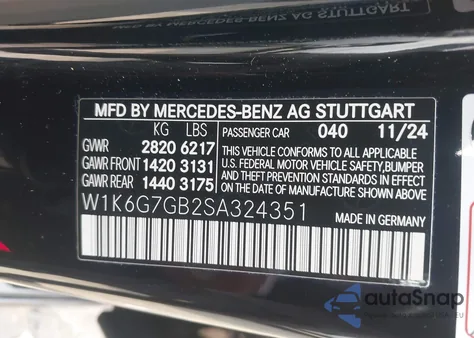 MFD BY MERCEDES-BENZ AG STUTTGART
KG LBS
GVWR 2820 6217
GAWR FRONT 1420 3131
GAWR REAR 1440 3175
PASSENGER CAR 040 11/24
THIS VEHICLE CONFORMS TO ALL APPLICABLE
U.S. FEDERAL MOTOR VEHICLE SAFETY,BUMPER
AND THEFT PREVENTION STANDARDS IN EFFECT
ON THE DATE OF MANUFACTURE SHOWN ABOVE.
W1K6G7GB2SA324351
MADE IN GERMANY
autoSnap